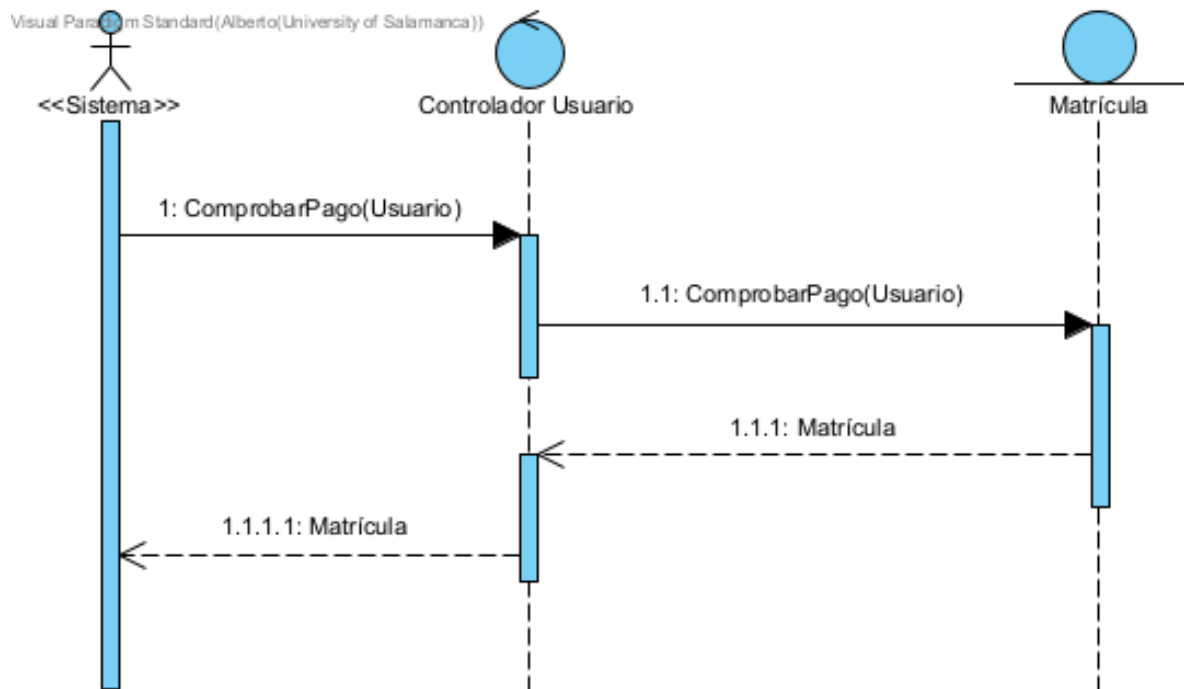 Visual Paradigm Standard(Alberto(University of Salamanca))
<<Sistema>>
Controlador Usuario
Matrícula
1: ComprobarPago(Usuario)
1.1: ComprobarPago(Usuario)
1.1.1: Matrícula
1.1.1.1: Matrícula